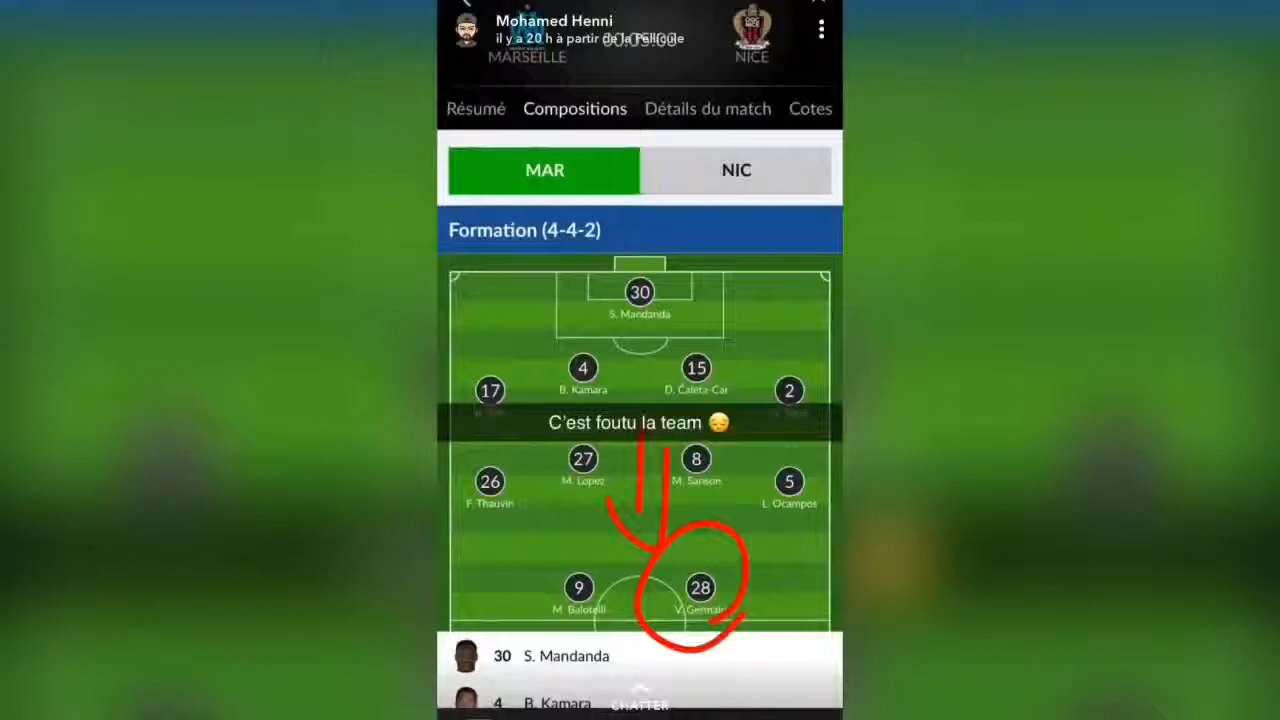 Mohamed Henni
il y a 20 h à partir de la Pellicule
MARSEILLE
NICE
Résumé Compositions Détails du match Cotes
MAR NIC
Formation (4-4-2)
30
S. Mandanda
4 15
B. Kamara D. Ćaleta-Car
17 2
C'est foutu la team 😔
27 8
M. Lopez M. Sanson
26 5
F. Thauvin L. Ocampos
9 28
M. Balotelli V. Germain
30 S. Mandanda
4 B. Kamara
CHATTER